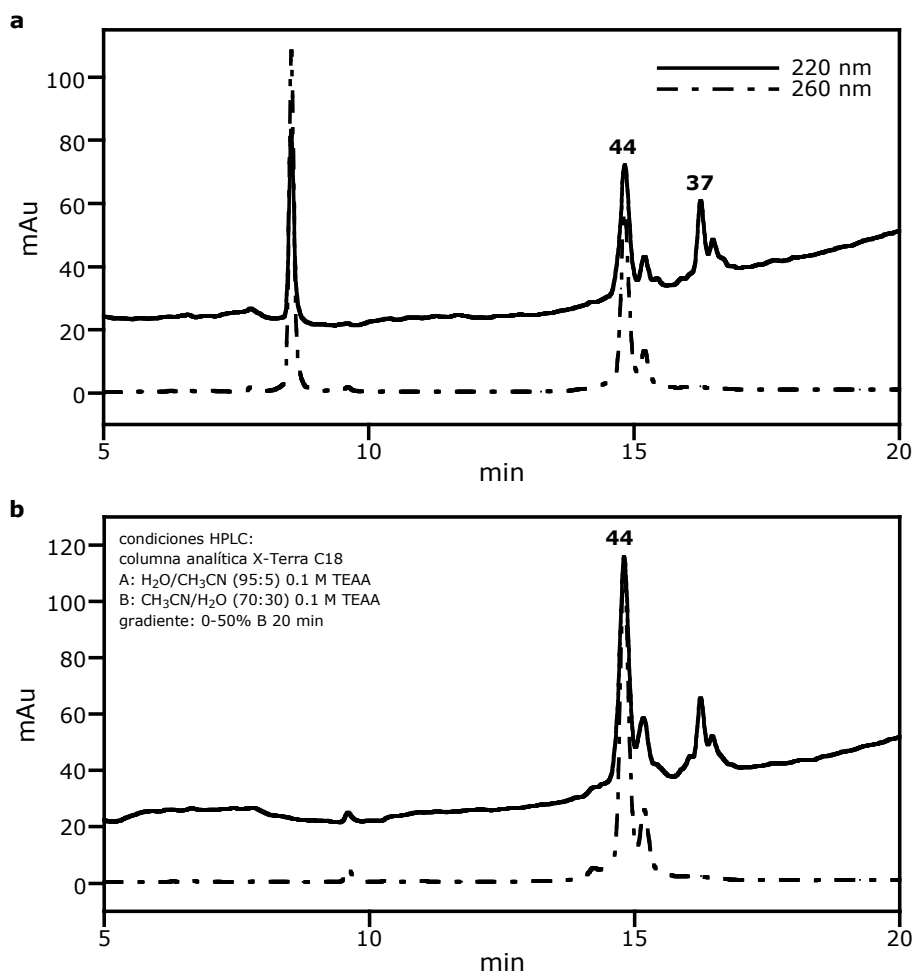 a
220 nm
260 nm
44
37
100
80
60
40
20
0
mAu
5 10 15 20
min
b
condiciones HPLC:
columna analítica X-Terra C18
A: H₂O/CH₃CN (95:5) 0.1 M TEAA
B: CH₃CN/H₂O (70:30) 0.1 M TEAA
gradiente: 0-50% B 20 min
44
120
100
80
60
40
20
0
mAu
5 10 15 20
min